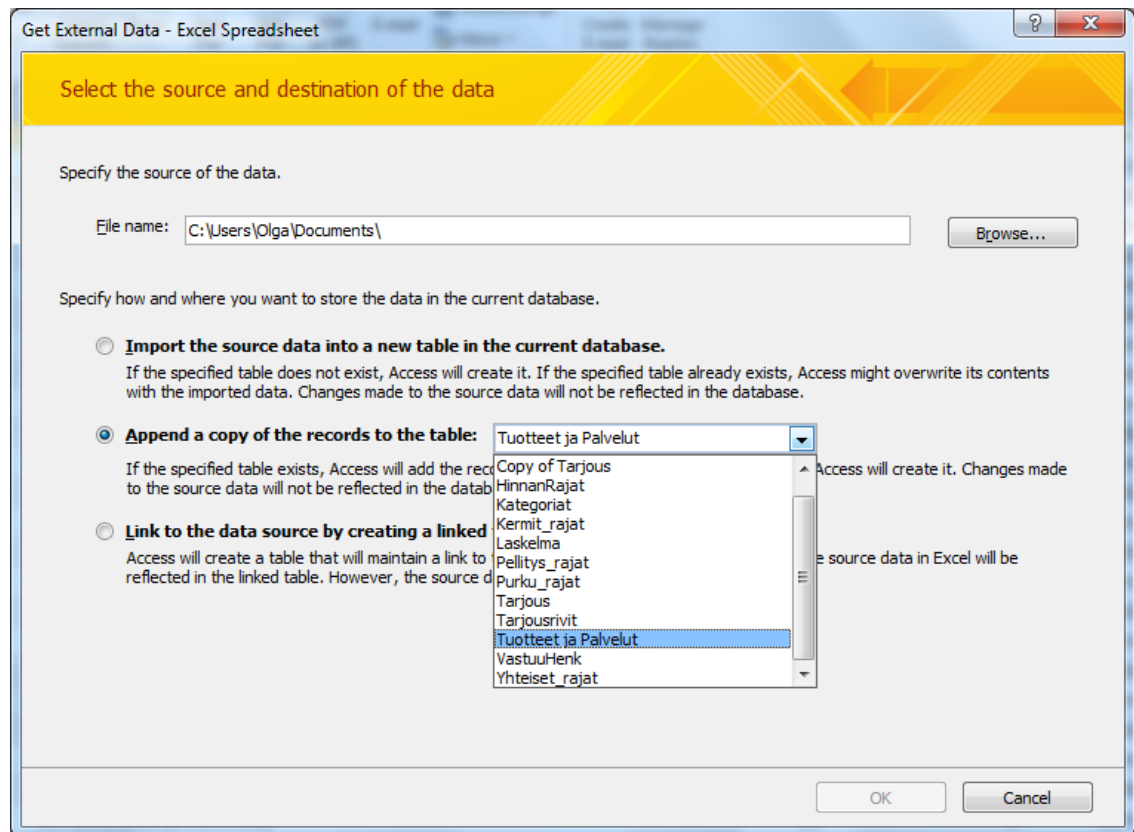 Get External Data - Excel Spreadsheet
Select the source and destination of the data
Specify the source of the data.
File name: C:\Users\Olga\Documents\ Browse...
Specify how and where you want to store the data in the current database.
Import the source data into a new table in the current database.
If the specified table does not exist, Access will create it. If the specified table already exists, Access might overwrite its contents
with the imported data. Changes made to the source data will not be reflected in the database.
Append a copy of the records to the table: Tuotteet ja Palvelut
If the specified table exists, Access will add the rec Access will create it. Changes made
to the source data will not be reflected in the datab
Copy of Tarjous
HinnanRajat
Kategoriat
Kermit_rajat
Laskelma
Pellitys_rajat
Purku_rajat
Tarjous
Tarjousrivit
Tuotteet ja Palvelut
VastuuHenk
Yhteiset_rajat
Link to the data source by creating a linked
Access will create a table that will maintain a link to e source data in Excel will be
reflected in the linked table. However, the source d
OK Cancel